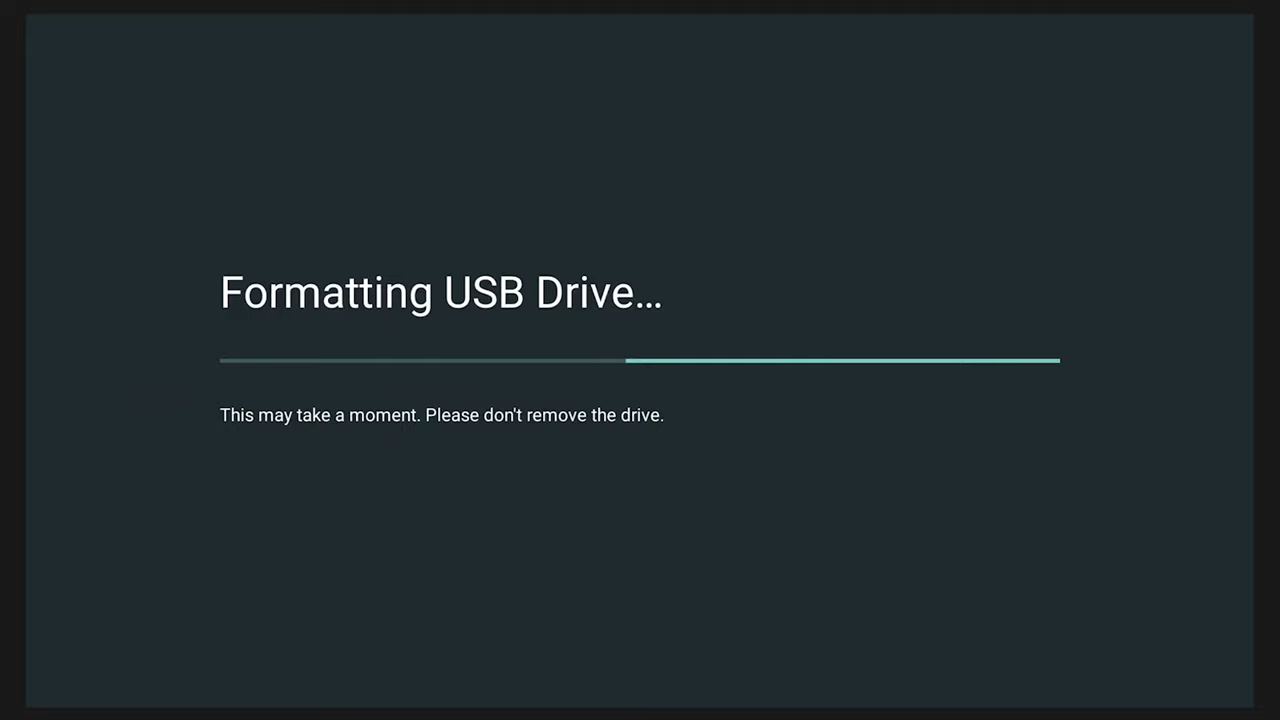 Formatting USB Drive…
This may take a moment. Please don't remove the drive.